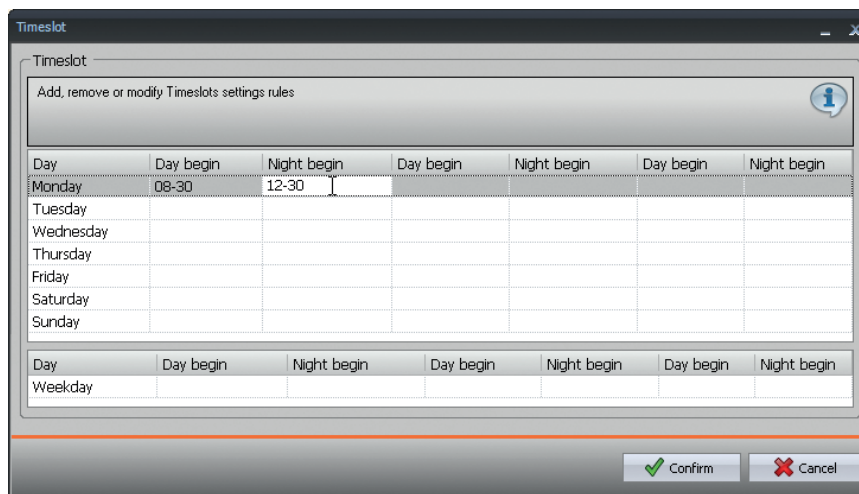 Timeslot
Timeslot
Add, remove or modify Timeslots settings rules
Day Day begin Night begin Day begin Night begin Day begin Night begin
Monday 08-30 12-30
Tuesday
Wednesday
Thursday
Friday
Saturday
Sunday
Day Day begin Night begin Day begin Night begin Day begin Night begin
Weekday
Confirm Cancel